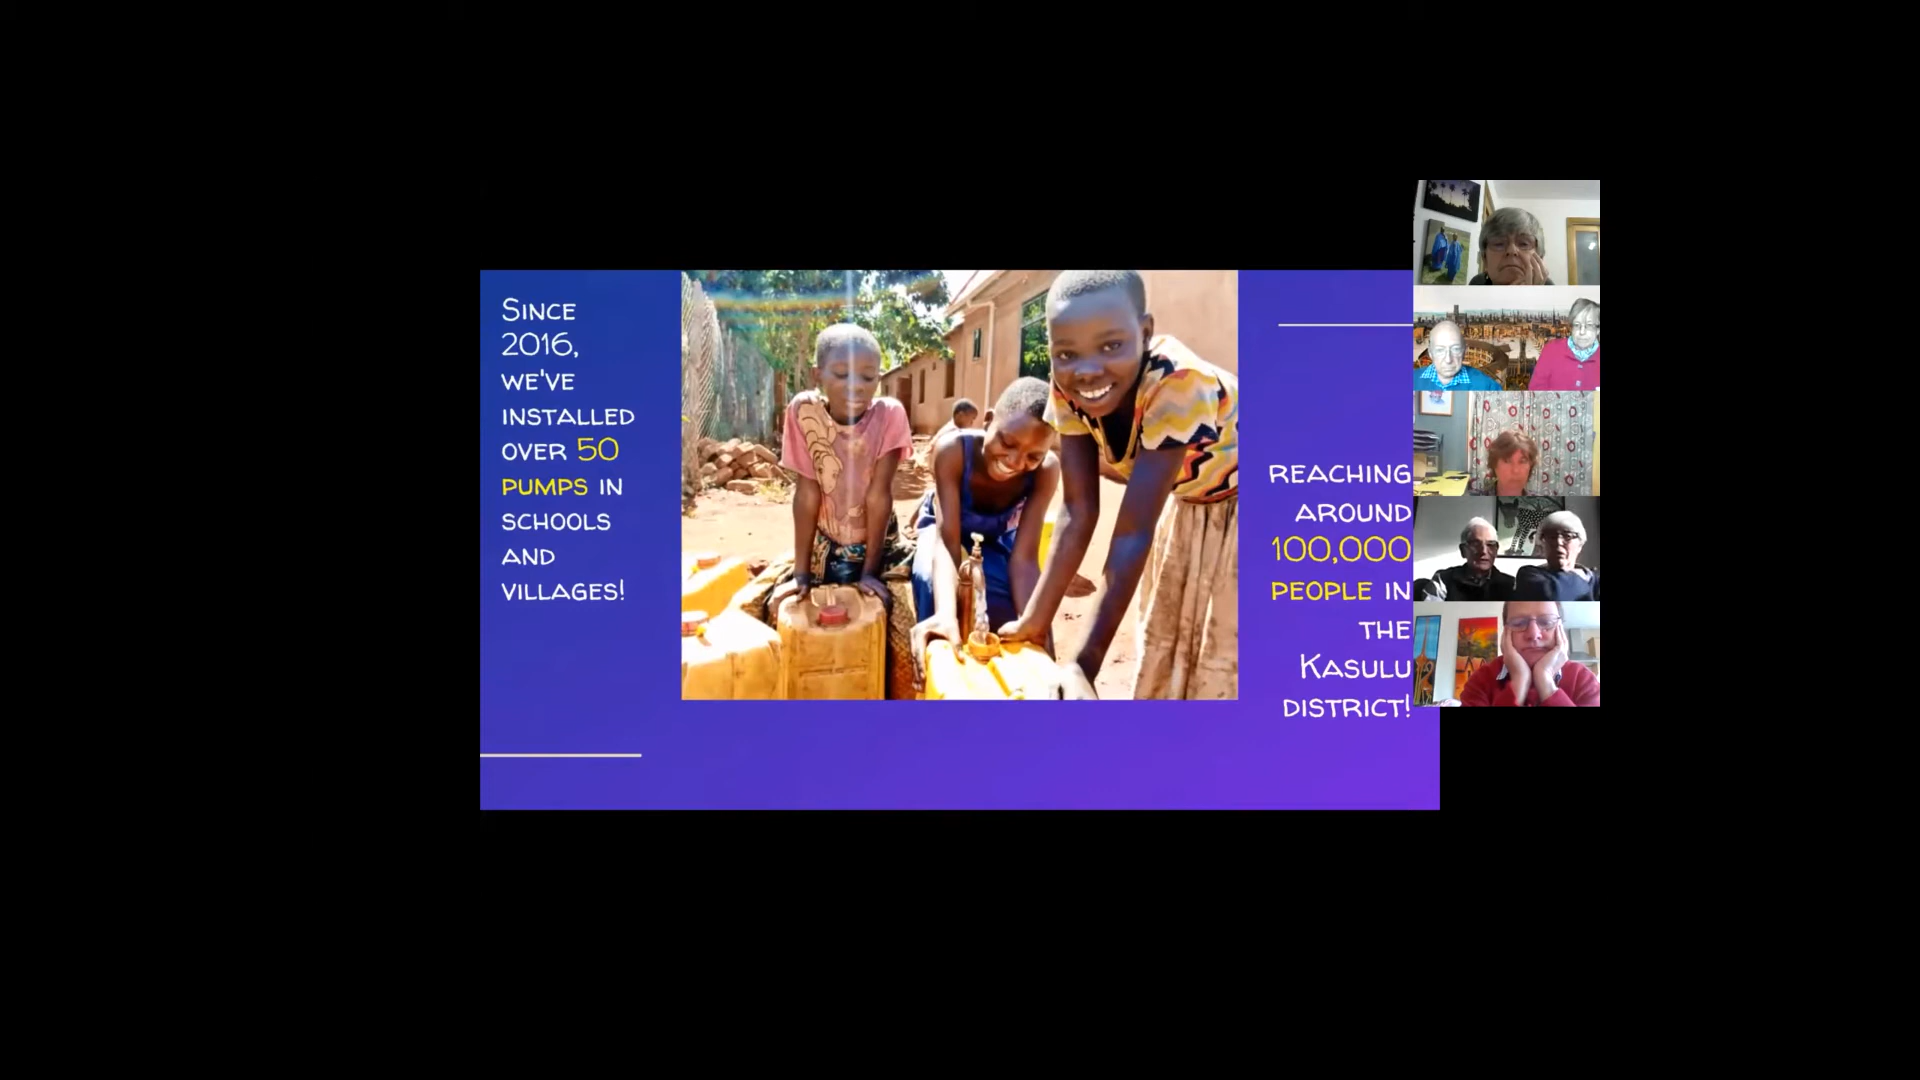 Since
2016,
we've
installed
over 50
pumps in
schools
and
villages!
reaching
around
100,000
people in
the
Kasulu
district!